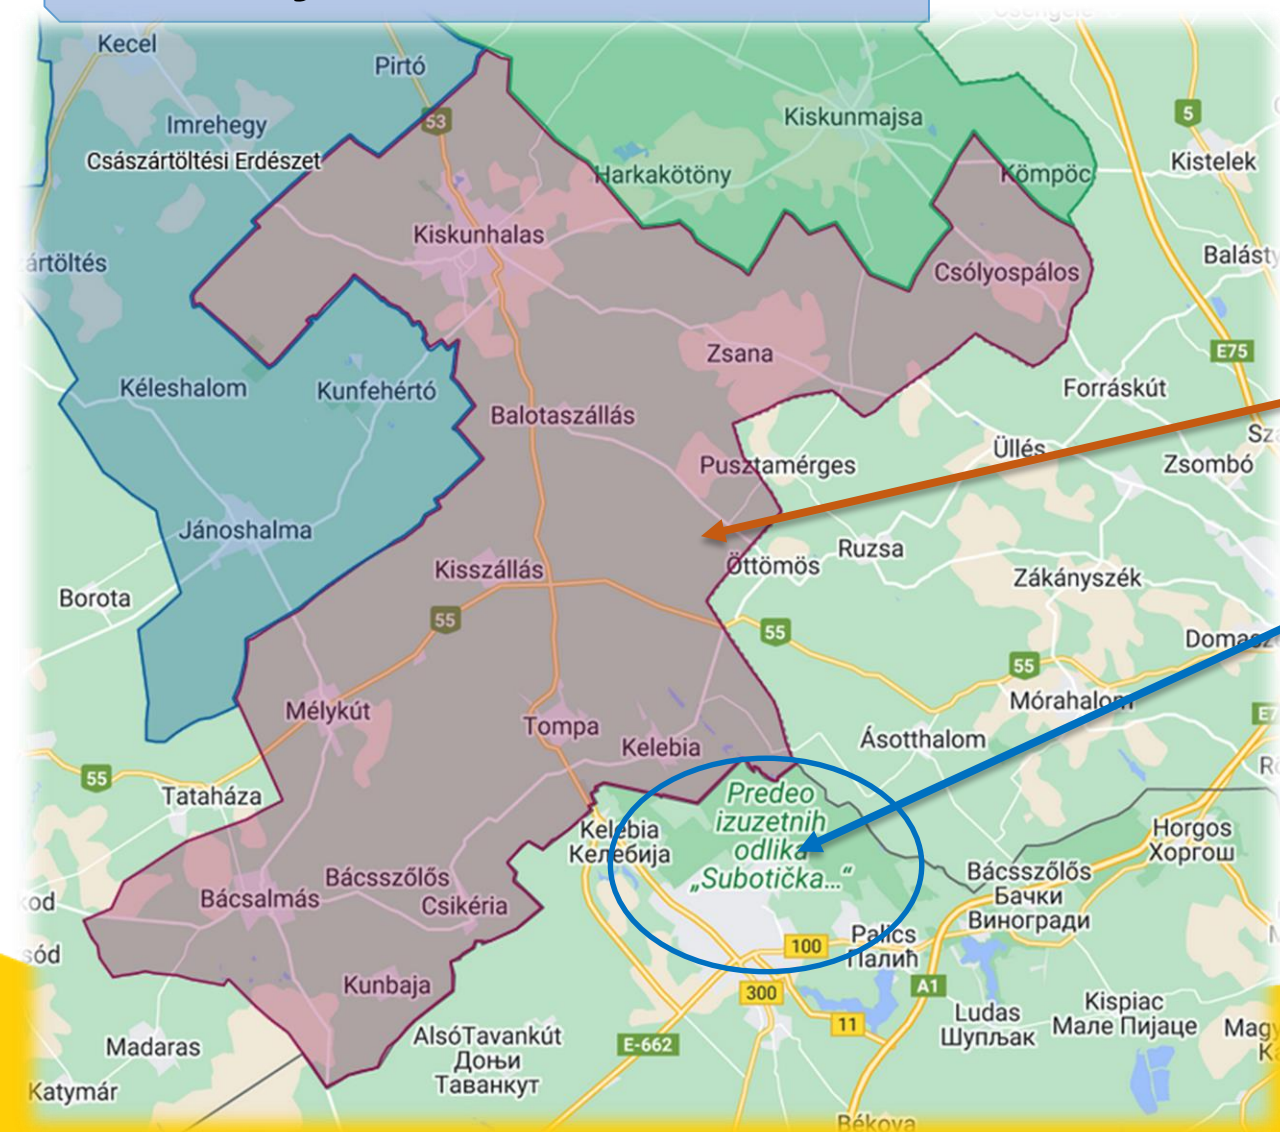 Kecel
Pirtó
53
Imrehegy
Császártöltési Erdészet
Kiskunmajsa
5
Kistelek
Harkakötöny
Kömpöc
Kiskunhalas
ártöltés
Csólyospálos
Balásty
Zsana
E75
Kéleshalom
Kunfehértó
Forráskút
Balotaszállás
Üllés
Zsombó
Pusztamérges
Jánoshalma
Ruzsa
Öttömös
Kisszállás
Zákányszék
Borota
55
55
55
Domasz
Mélykút
Mórahalom
Tompa
Kelebia
Ásotthalom
55
Tataháza
Predeo
izuzetnih
odlika
„Subotička...“
Kelebia
Келебија
Horgos
Хоргош
Bácsszőlős
Бачки
Виногради
Bácsszőlős
Bácsalmás
Csikéria
Palics
Палић
100
Kunbaja
A1
300
11
Ludas
Шупљак
Kispiac
Мале Пијаце
Madaras
AlsóTavankút
Доњи
Таванкут
E-662
Katymár
Békova